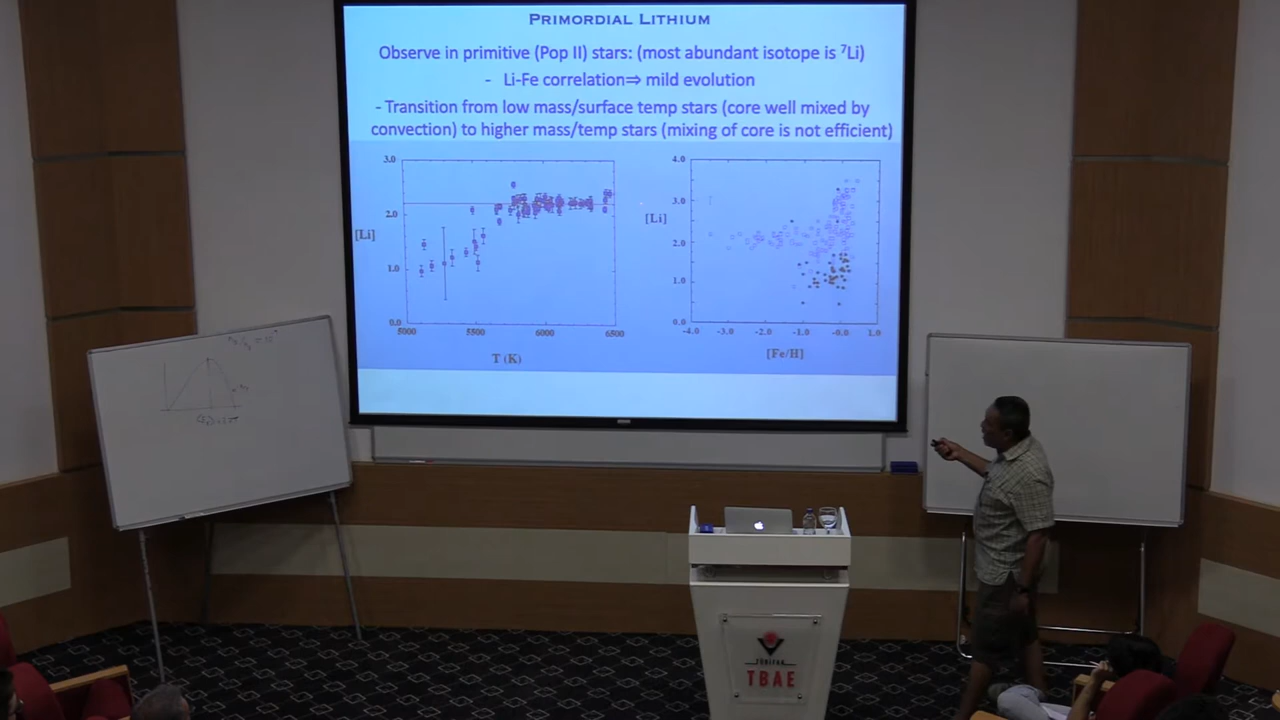 PRIMORDIAL LITHIUM
Observe in primitive (Pop II) stars: (most abundant isotope is ⁷Li)
- Li-Fe correlation⇒ mild evolution
- Transition from low mass/surface temp stars (core well mixed by
convection) to higher mass/temp stars (mixing of core is not efficient)
3.0
2.0
[Li]
1.0
0.0
5000 5500 6000 6500
T (K)
4.0
3.0
[Li]
2.0
1.0
0.0
-4.0 -3.0 -2.0 -1.0 -0.0 1.0
[Fe/H]
TÜBİTAK
TBAE